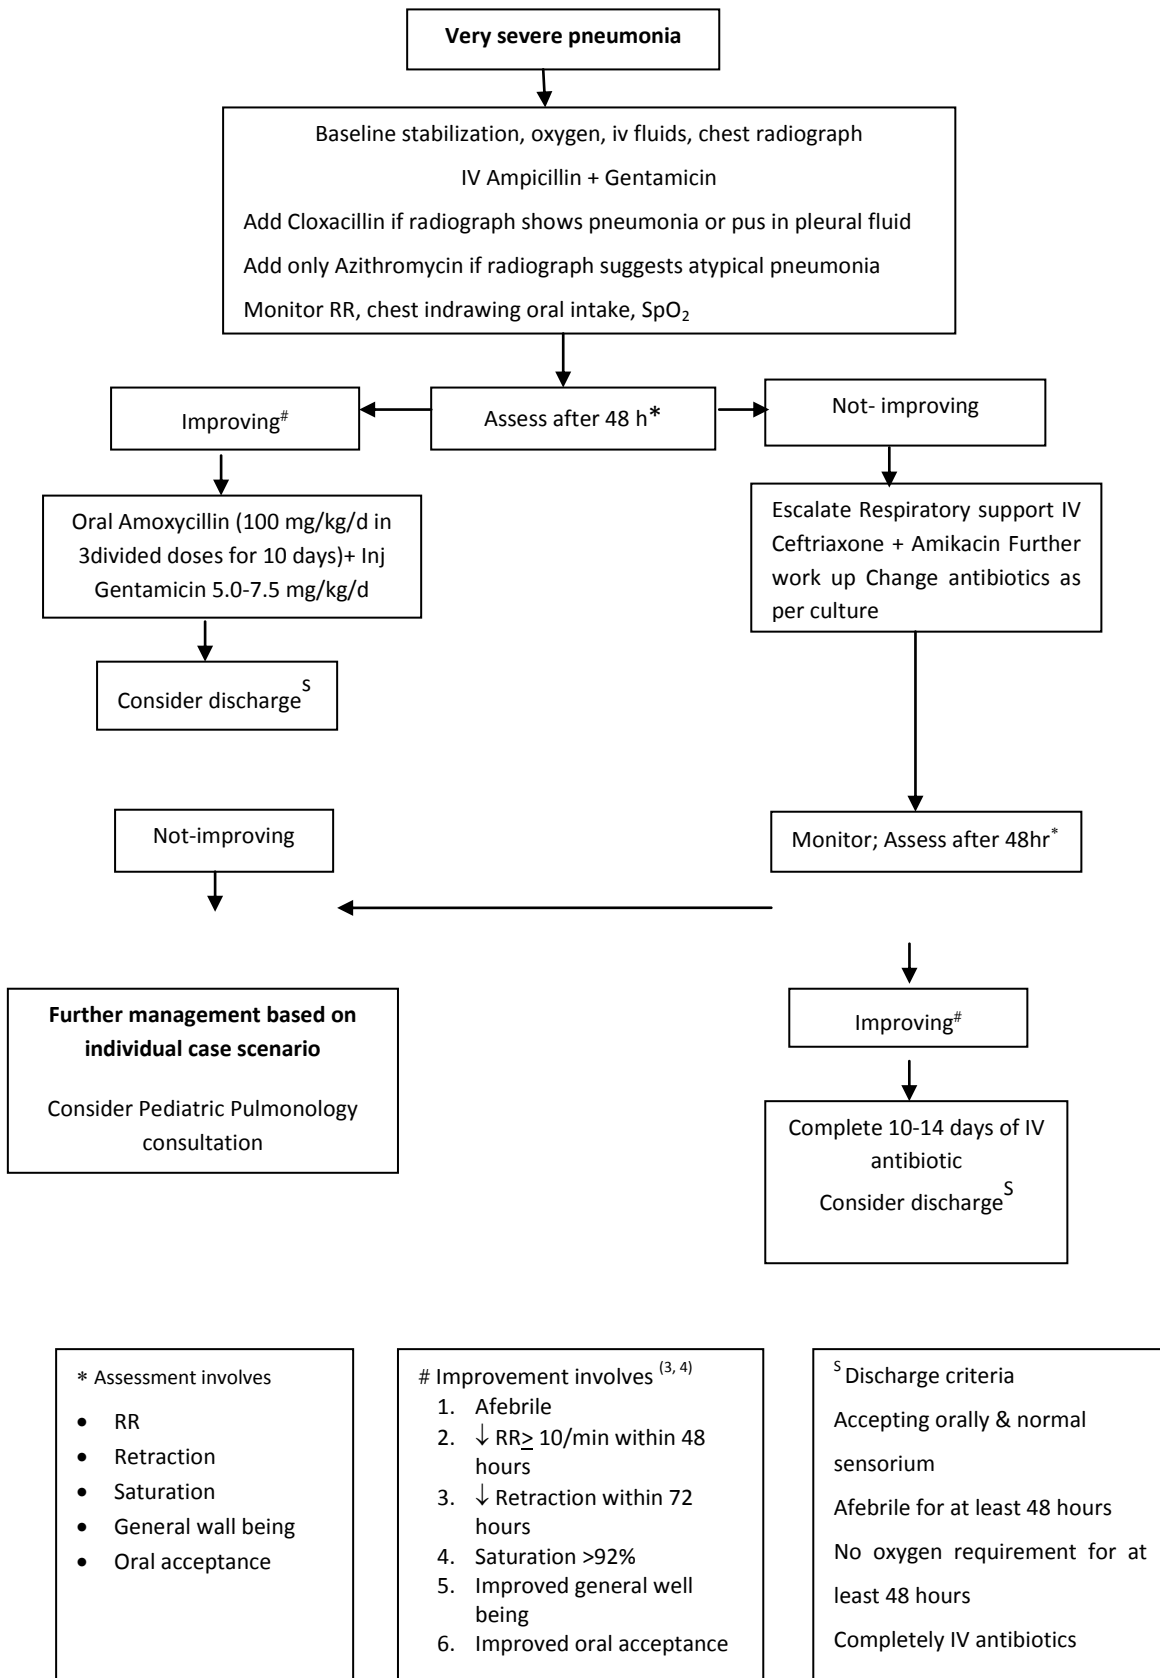 Very severe pneumonia
Baseline stabilization, oxygen, iv fluids, chest radiograph
IV Ampicillin + Gentamicin
Add Cloxacillin if radiograph shows pneumonia or pus in pleural fluid
Add only Azithromycin if radiograph suggests atypical pneumonia
Monitor RR, chest indrawing oral intake, SpO₂
Improving#
Assess after 48 h*
Not- improving
Oral Amoxycillin (100 mg/kg/d in
3divided doses for 10 days)+ Inj
Gentamicin 5.0-7.5 mg/kg/d
Escalate Respiratory support IV
Ceftriaxone + Amikacin Further
work up Change antibiotics as
per culture
Consider discharge^S
Not-improving
Monitor; Assess after 48hr*
Further management based on
individual case scenario
Consider Pediatric Pulmonology
consultation
Improving#
Complete 10-14 days of IV
antibiotic
Consider discharge^S
* Assessment involves
• RR
• Retraction
• Saturation
• General wall being
• Oral acceptance
# Improvement involves (3, 4)
1. Afebrile
2. ↓ RR≥ 10/min within 48
hours
3. ↓ Retraction within 72
hours
4. Saturation >92%
5. Improved general well
being
6. Improved oral acceptance
S Discharge criteria
Accepting orally & normal
sensorium
Afebrile for at least 48 hours
No oxygen requirement for at
least 48 hours
Completely IV antibiotics